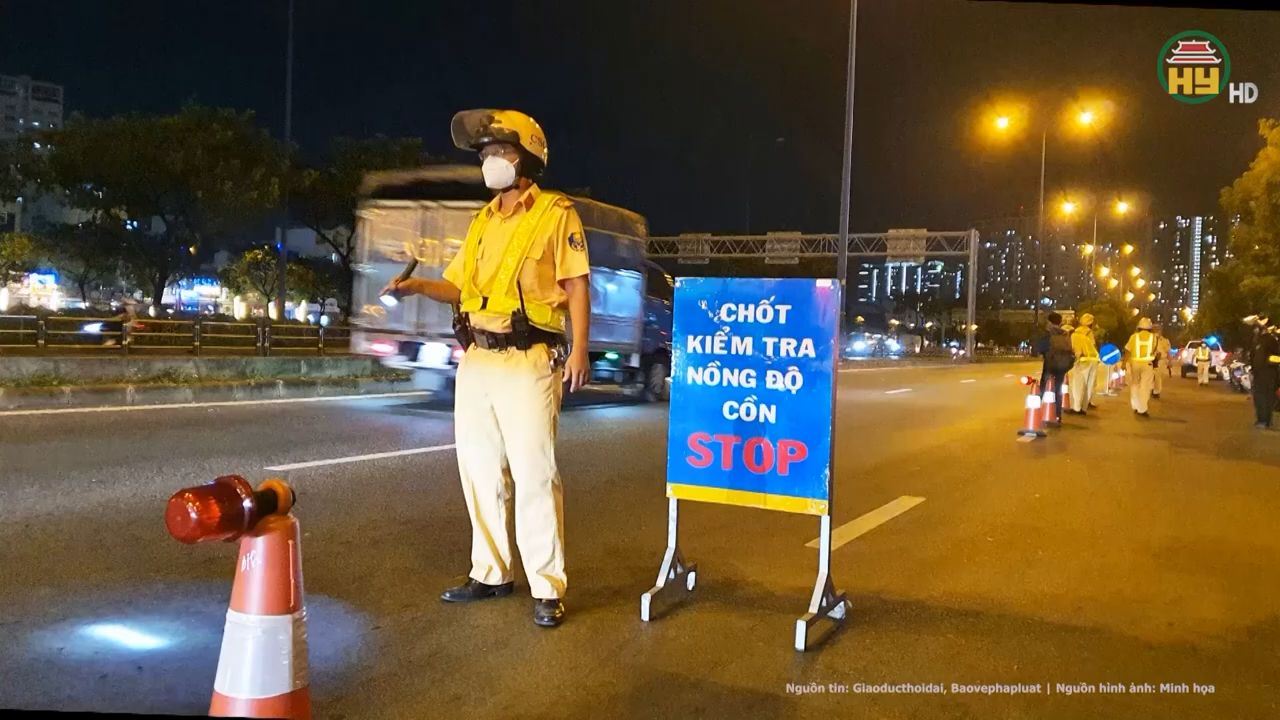 HY HD
CHỐT
KIỂM TRA
NỒNG ĐỘ
CỒN
STOP
Nguồn tin: Giaoducthoidai, Baovephapluat | Nguồn hình ảnh: Minh họa